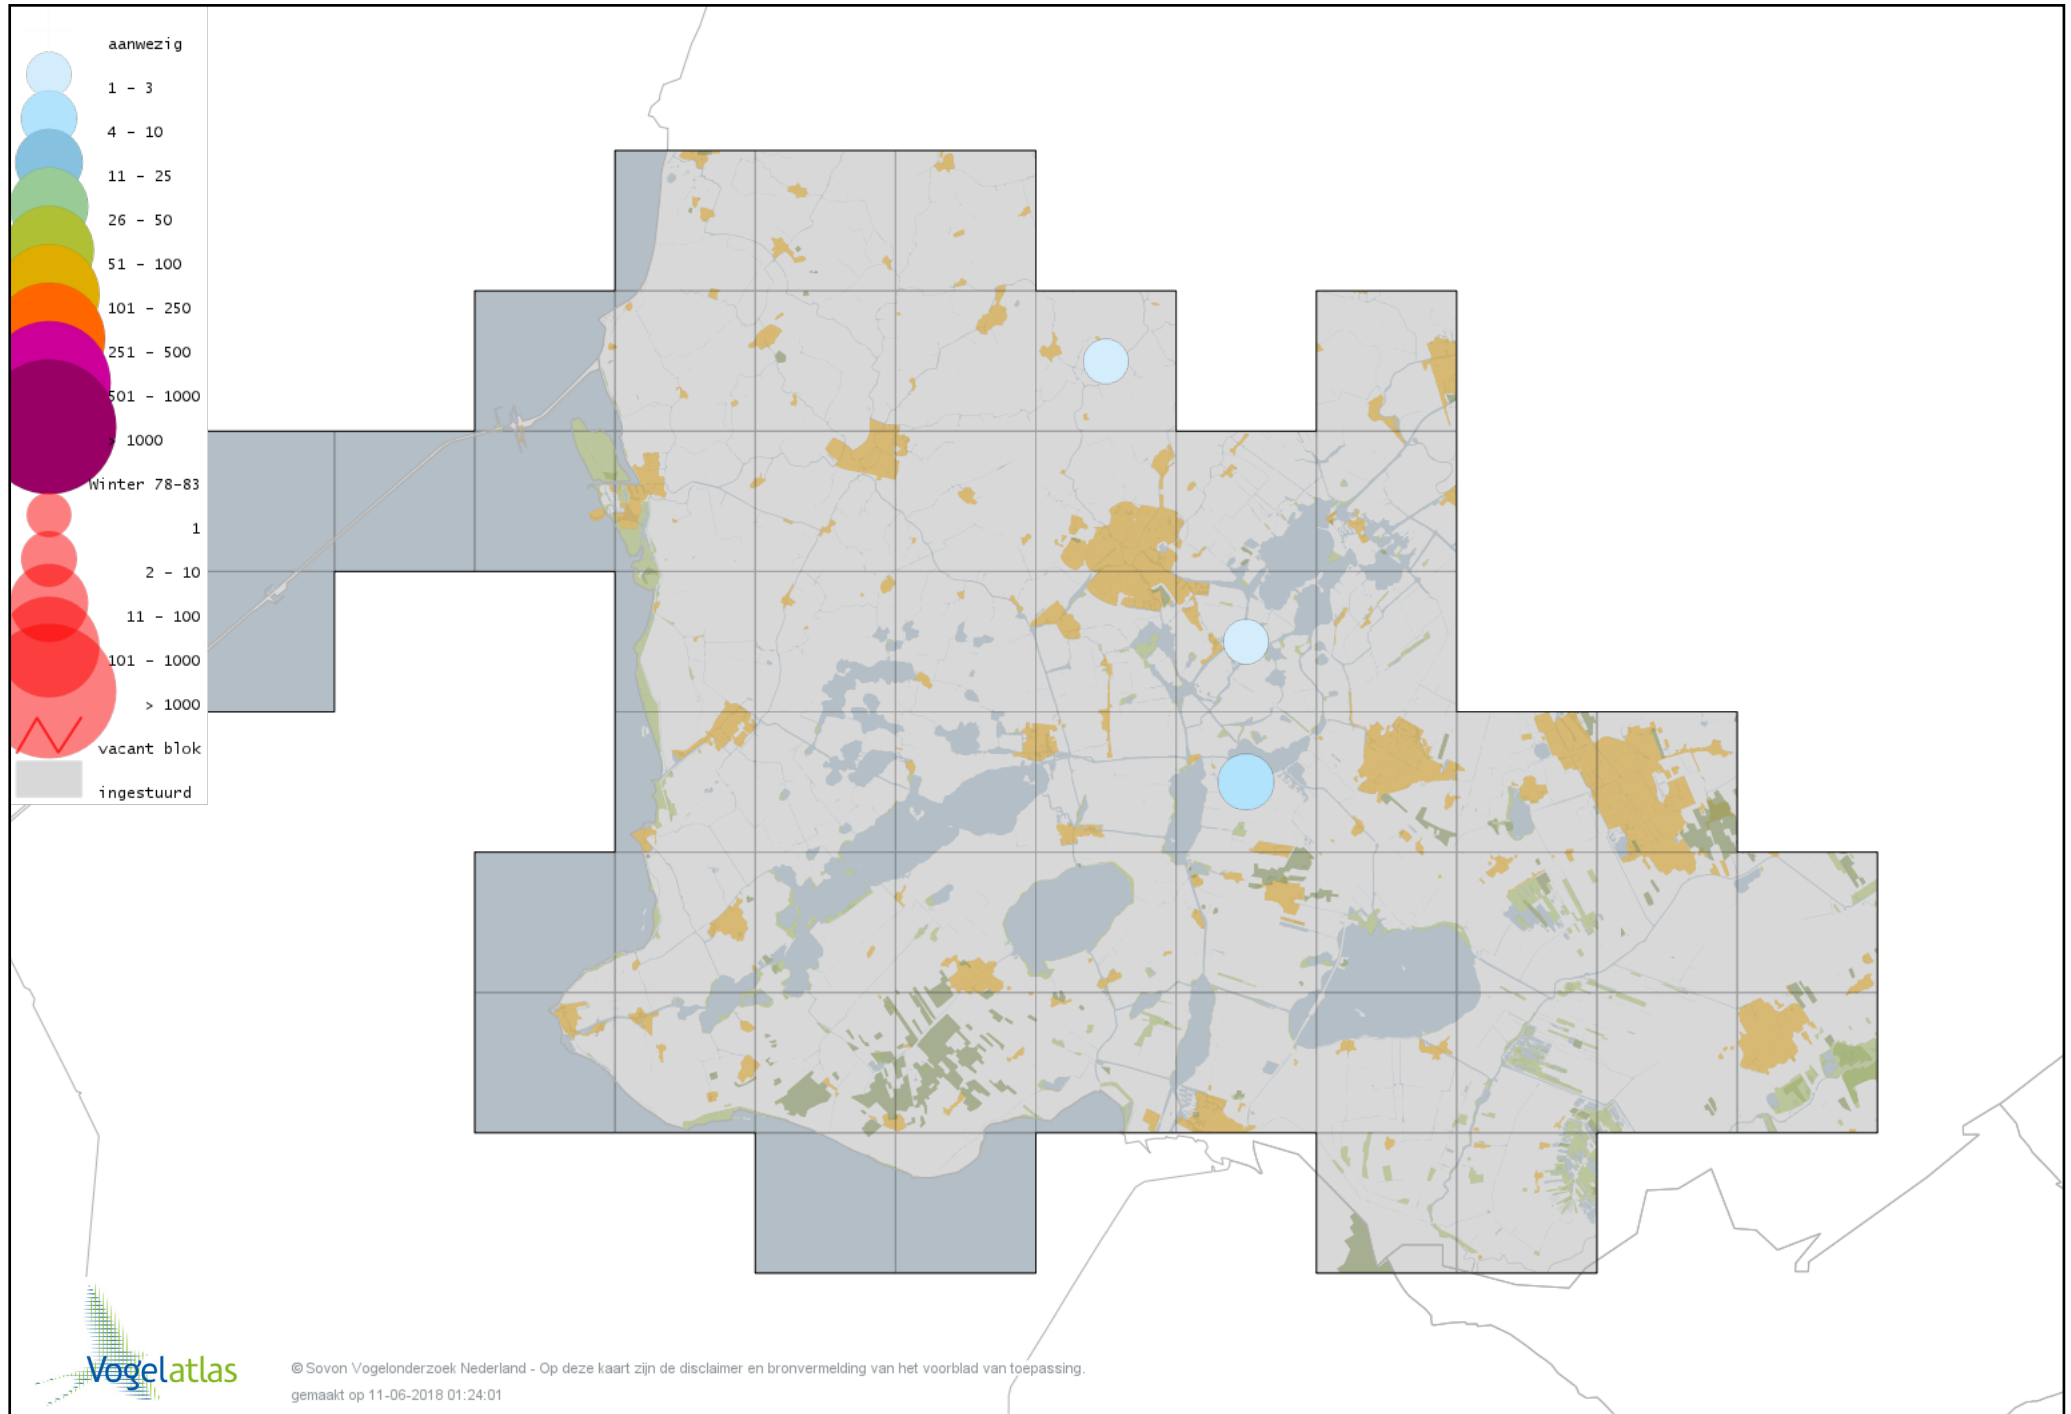 aanwezig
1 - 3
4 - 10
11 - 25
26 - 50
51 - 100
101 - 250
251 - 500
501 - 1000
> 1000
Winter 78-83
1
2 - 10
11 - 100
101 - 1000
> 1000
vacant blok
ingestuurd
Vogelatlas
© Sovon Vogelonderzoek Nederland - Op deze kaart zijn de disclaimer en bronvermelding van het voorblad van toepassing.
gemaakt op 11-06-2018 01:24:01